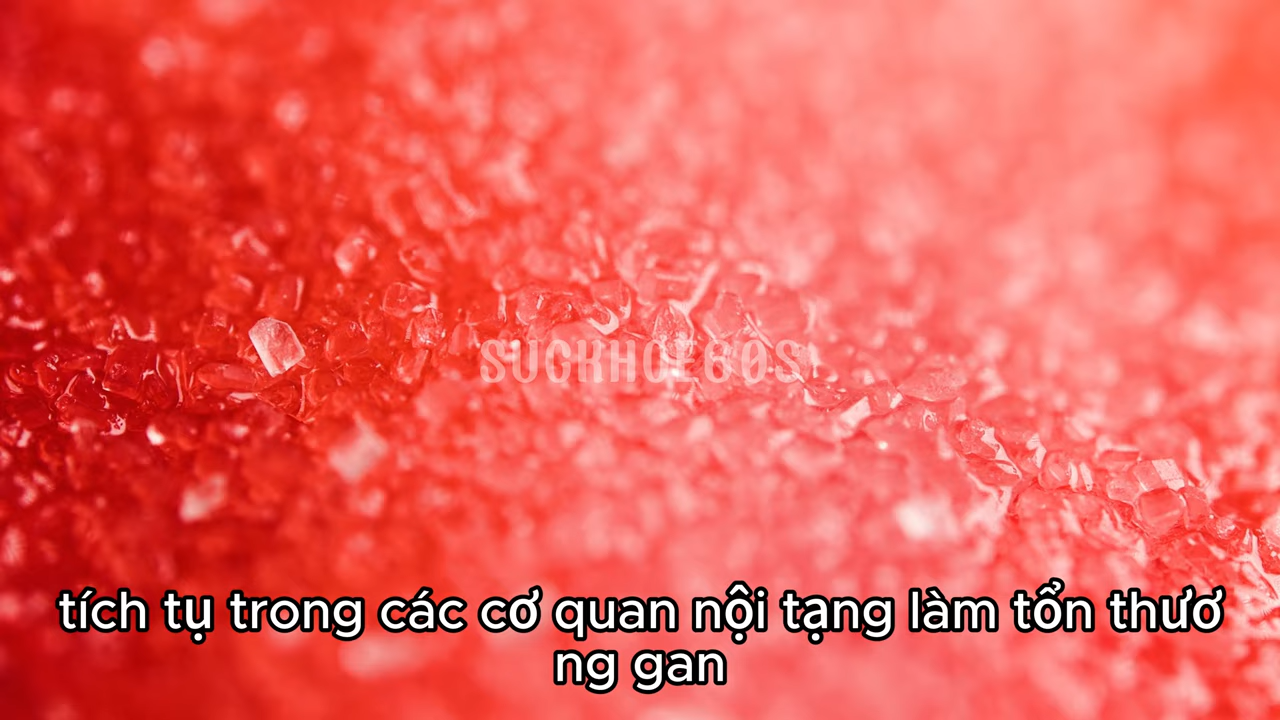 SUCKHOE60S
tích tụ trong các cơ quan nội tạng làm tổn thươ
ng gan